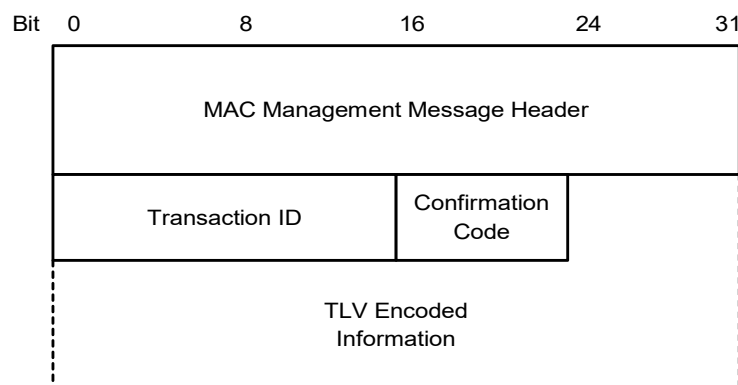 Bit 0 8 16 24 31
MAC Management Message Header
Transaction ID
Confirmation
Code
TLV Encoded
Information